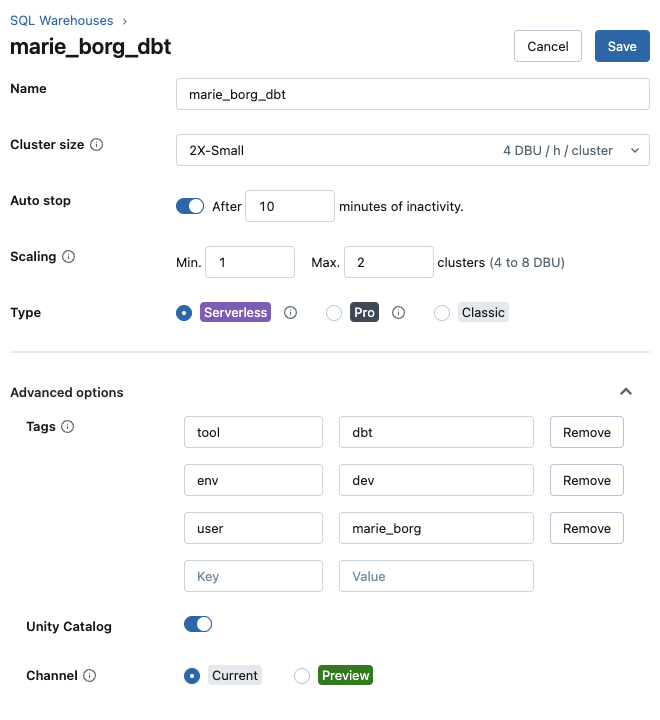 SQL Warehouses ›
marie_borg_dbt
Cancel
Save
Name
marie_borg_dbt
Cluster size
2X-Small
4 DBU / h / cluster
Auto stop
After 10 minutes of inactivity.
Scaling
Min. 1 Max. 2 clusters (4 to 8 DBU)
Type
Serverless
Pro
Classic
Advanced options
Tags
tool dbt Remove
env dev Remove
user marie_borg Remove
Key Value
Unity Catalog
Channel
Current
Preview